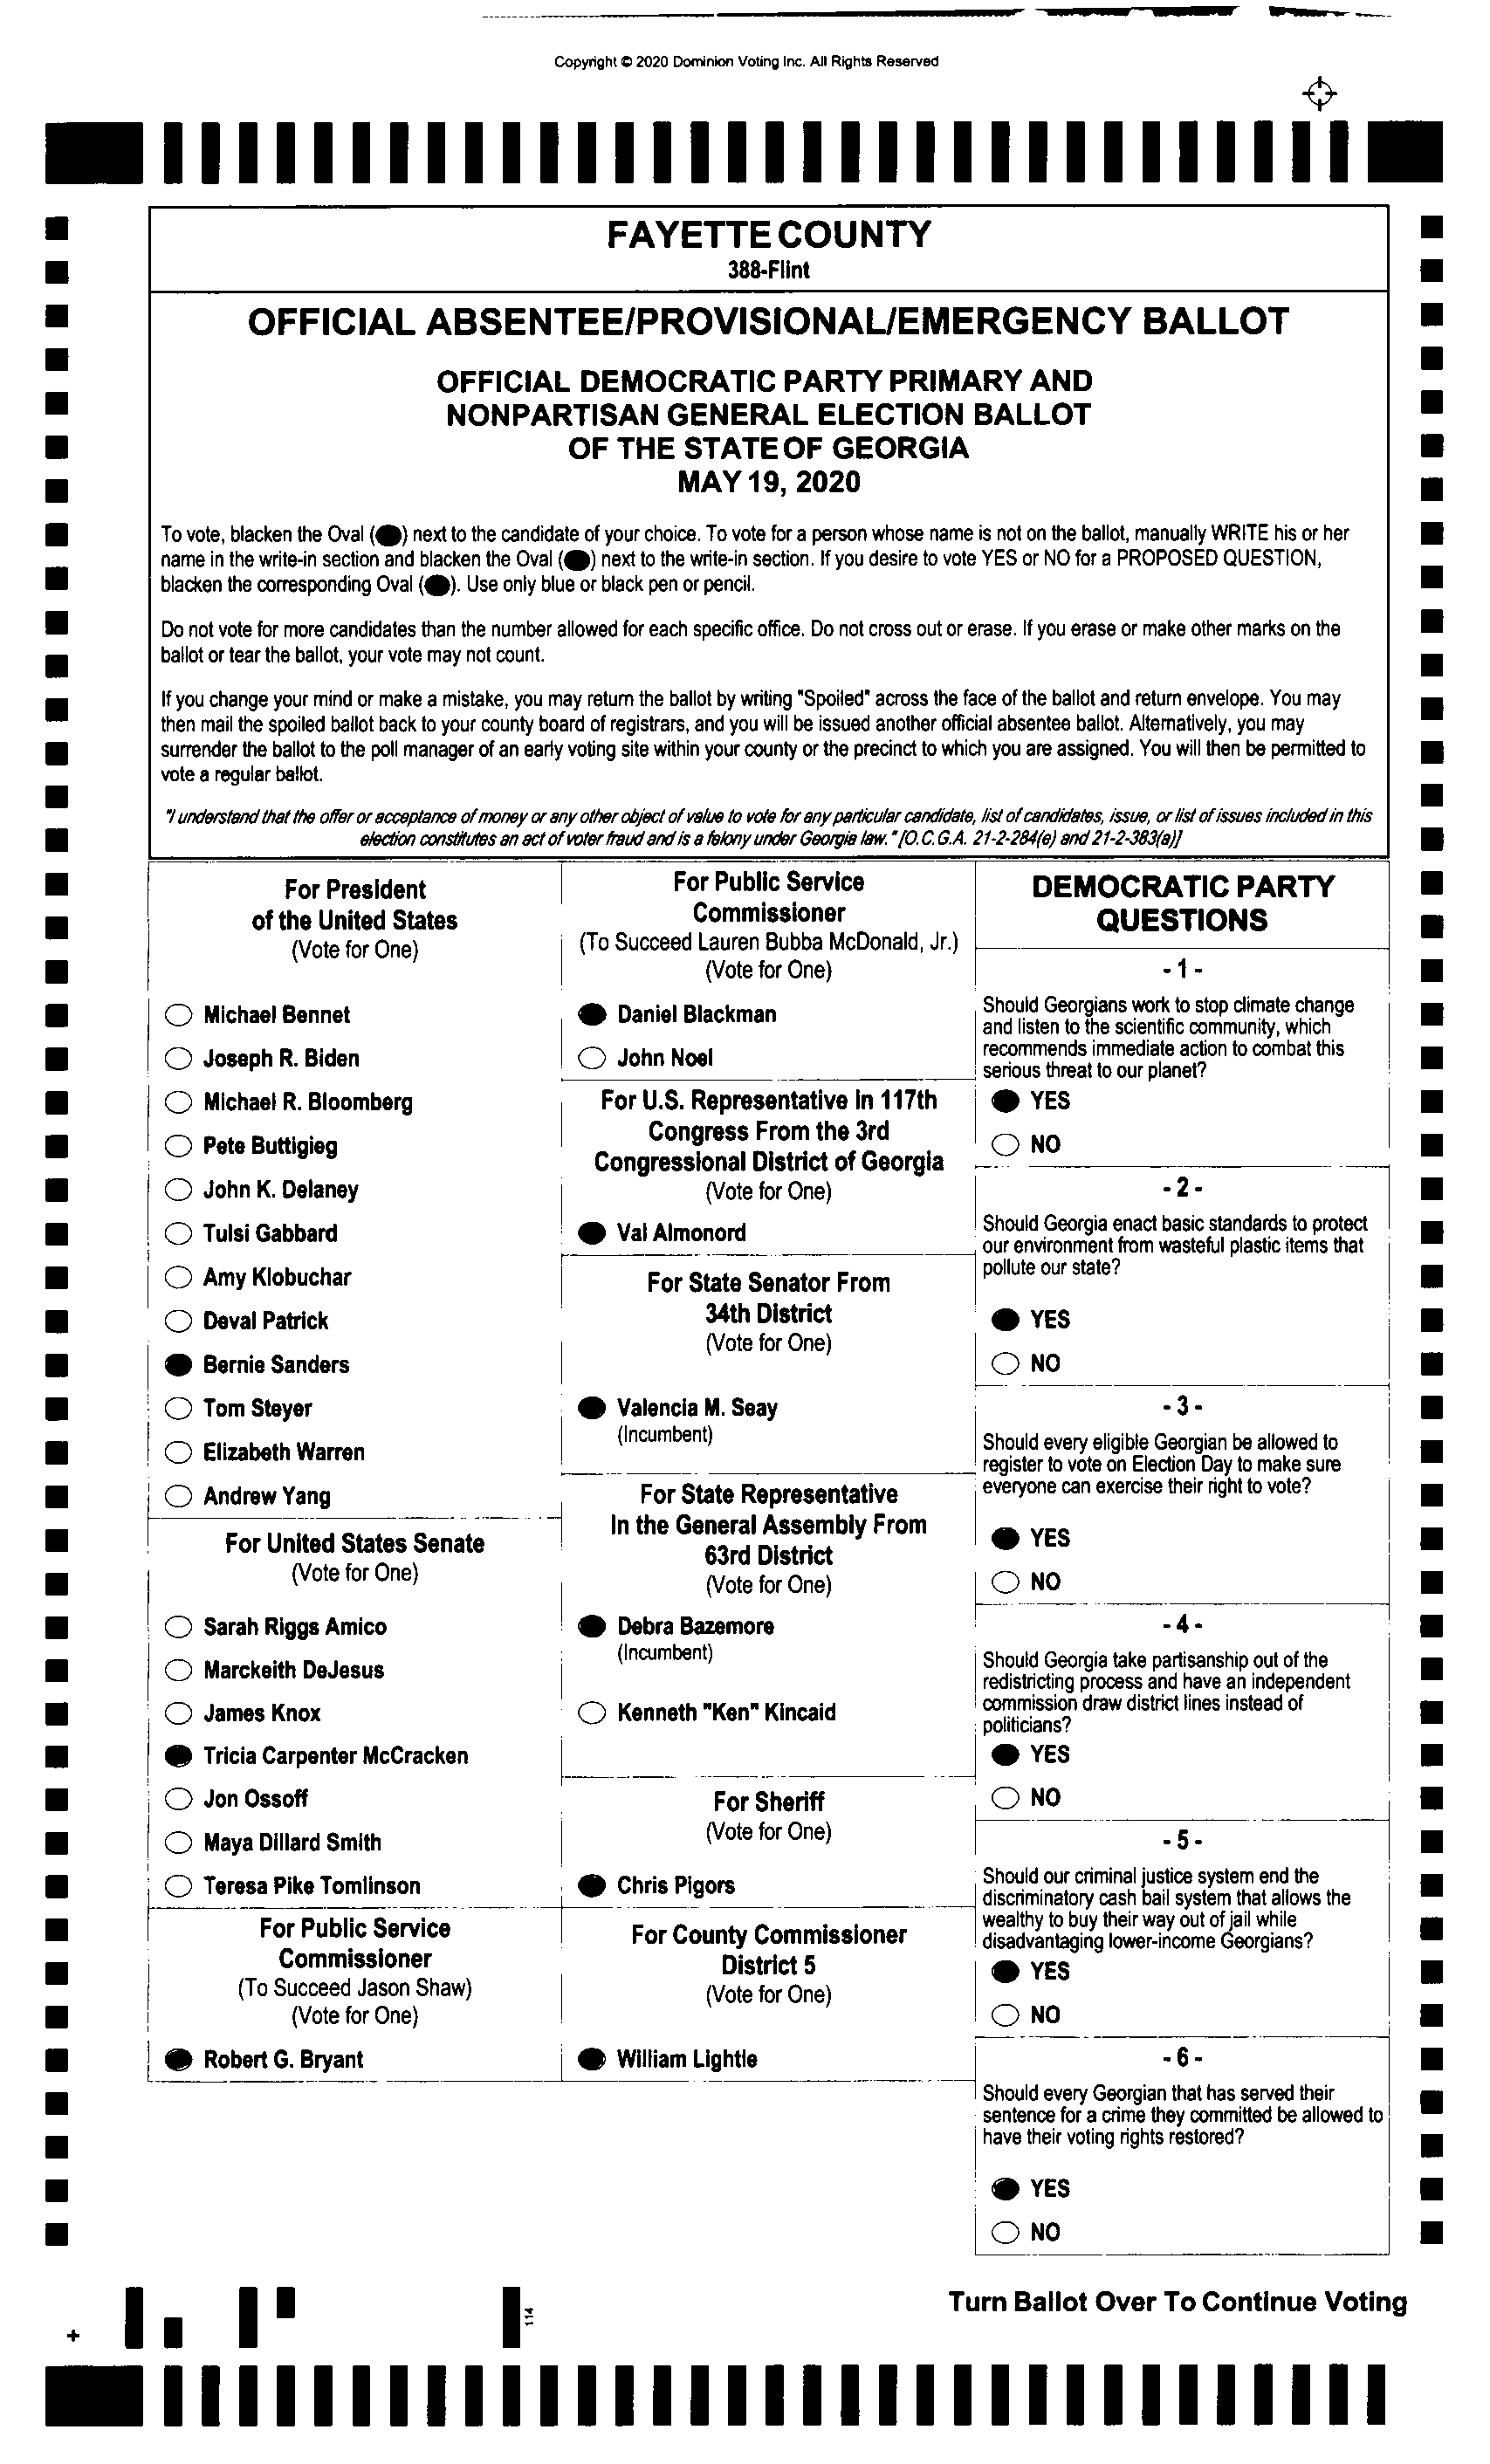 Copyright © 2020 Dominion Voting Inc. All Rights Reserved
FAYETTE COUNTY
388-Flint
OFFICIAL ABSENTEE/PROVISIONAL/EMERGENCY BALLOT
OFFICIAL DEMOCRATIC PARTY PRIMARY AND
NONPARTISAN GENERAL ELECTION BALLOT
OF THE STATE OF GEORGIA
MAY 19, 2020
To vote, blacken the Oval (⬬) next to the candidate of your choice. To vote for a person whose name is not on the ballot, manually WRITE his or her
name in the write-in section and blacken the Oval (⬬) next to the write-in section. If you desire to vote YES or NO for a PROPOSED QUESTION,
blacken the corresponding Oval (⬬). Use only blue or black pen or pencil.
Do not vote for more candidates than the number allowed for each specific office. Do not cross out or erase. If you erase or make other marks on the
ballot or tear the ballot, your vote may not count.
If you change your mind or make a mistake, you may return the ballot by writing "Spoiled" across the face of the ballot and return envelope. You may
then mail the spoiled ballot back to your county board of registrars, and you will be issued another official absentee ballot. Alternatively, you may
surrender the ballot to the poll manager of an early voting site within your county or the precinct to which you are assigned. You will then be permitted to
vote a regular ballot.
"I understand that the offer or acceptance of money or any other object of value to vote for any particular candidate, list of candidates, issue, or list of issues included in this
election constitutes an act of voter fraud and is a felony under Georgia law." [O.C.G.A. 21-2-284(e) and 21-2-383(a)]
For President
of the United States
(Vote for One)
Michael Bennet
Joseph R. Biden
Michael R. Bloomberg
Pete Buttigieg
John K. Delaney
Tulsi Gabbard
Amy Klobuchar
Deval Patrick
Bernie Sanders
Tom Steyer
Elizabeth Warren
Andrew Yang
For United States Senate
(Vote for One)
Sarah Riggs Amico
Marckeith DeJesus
James Knox
Tricia Carpenter McCracken
Jon Ossoff
Maya Dillard Smith
Teresa Pike Tomlinson
For Public Service
Commissioner
(To Succeed Jason Shaw)
(Vote for One)
Robert G. Bryant
For Public Service
Commissioner
(To Succeed Lauren Bubba McDonald, Jr.)
(Vote for One)
Daniel Blackman
John Noel
For U.S. Representative in 117th
Congress From the 3rd
Congressional District of Georgia
(Vote for One)
Val Almonord
For State Senator From
34th District
(Vote for One)
Valencia M. Seay
(Incumbent)
For State Representative
In the General Assembly From
63rd District
(Vote for One)
Debra Bazemore
(Incumbent)
Kenneth "Ken" Kincaid
For Sheriff
(Vote for One)
Chris Pigors
For County Commissioner
District 5
(Vote for One)
William Lightle
DEMOCRATIC PARTY
QUESTIONS
- 1 -
Should Georgians work to stop climate change
and listen to the scientific community, which
recommends immediate action to combat this
serious threat to our planet?
YES
NO
- 2 -
Should Georgia enact basic standards to protect
our environment from wasteful plastic items that
pollute our state?
YES
NO
- 3 -
Should every eligible Georgian be allowed to
register to vote on Election Day to make sure
everyone can exercise their right to vote?
YES
NO
- 4 -
Should Georgia take partisanship out of the
redistricting process and have an independent
commission draw district lines instead of
politicians?
YES
NO
- 5 -
Should our criminal justice system end the
discriminatory cash bail system that allows the
wealthy to buy their way out of jail while
disadvantaging lower-income Georgians?
YES
NO
- 6 -
Should every Georgian that has served their
sentence for a crime they committed be allowed to
have their voting rights restored?
YES
NO
Turn Ballot Over To Continue Voting
114
+